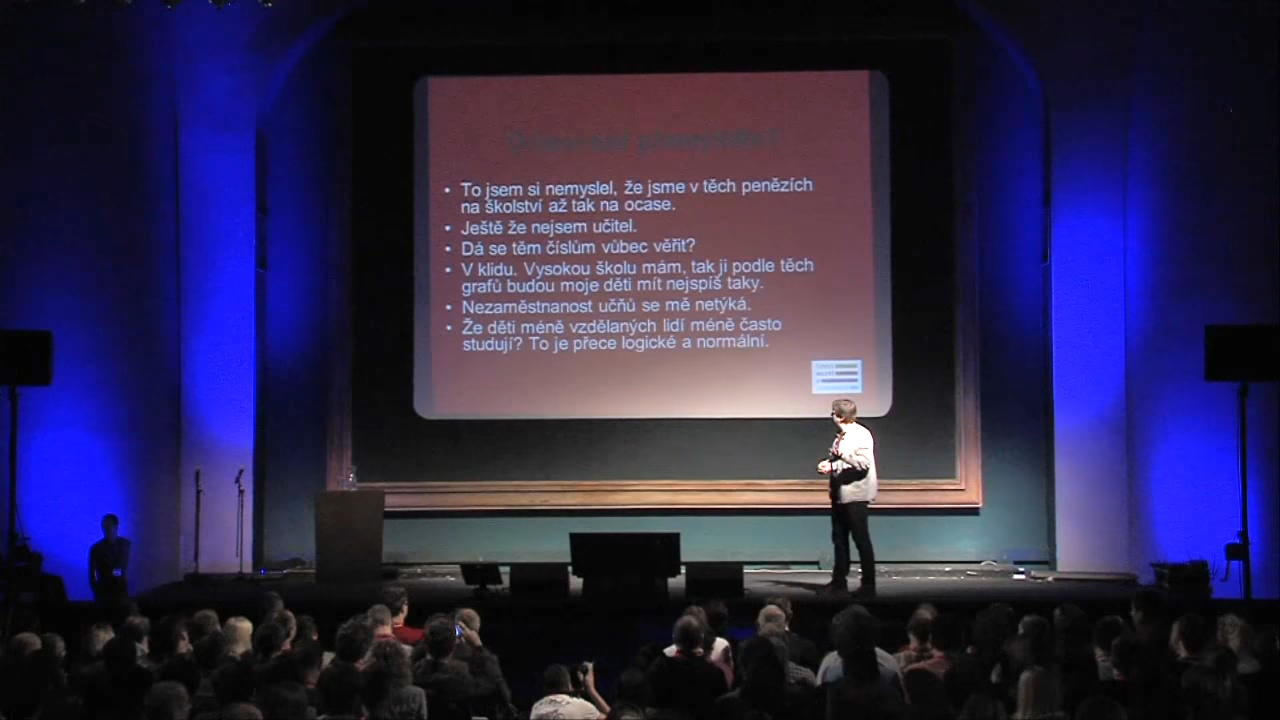 • To jsem si nemyslel, že jsme v těch penězích
na školství až tak na ocase.
• Ještě že nejsem učitel.
• Dá se těm číslům vůbec věřit?
• V klidu. Vysokou školu mám, tak ji podle těch
grafů budou moje děti mít nejspíš taky.
• Nezaměstnanost učňů se mě netýká.
• Že děti méně vzdělaných lidí méně často
studují? To je přece logické a normální.